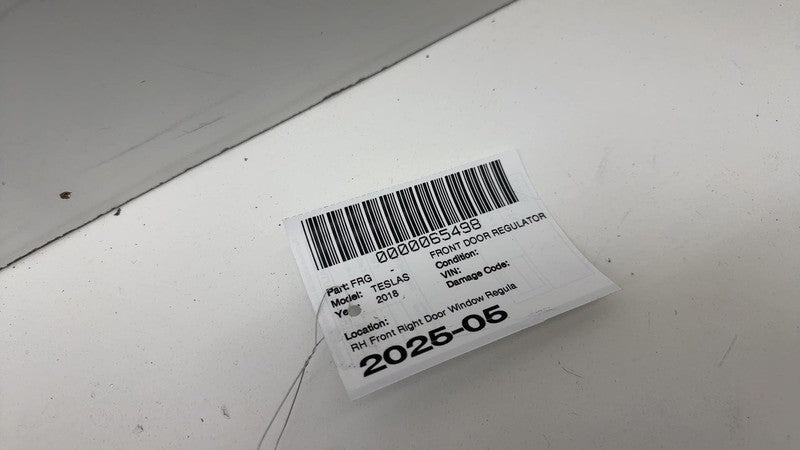 0000065498
Part: FRG - FRONT DOOR REGULATOR
Model: TESLAS Condition:
Year: 2018 VIN:
Damage Code:
Location:
RH Front Right Door Window Regula
2025-05